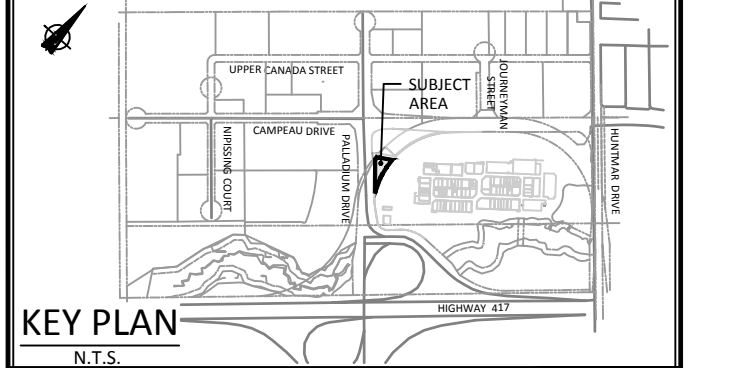 UPPER CANADA STREET
SUBJECT
AREA
JOURNEYMAN
STREET
CAMPEAU DRIVE
NIPISSING COURT
PALLADIUM DRIVE
HUNTMAR DRIVE
HIGHWAY 417
KEY PLAN
N.T.S.